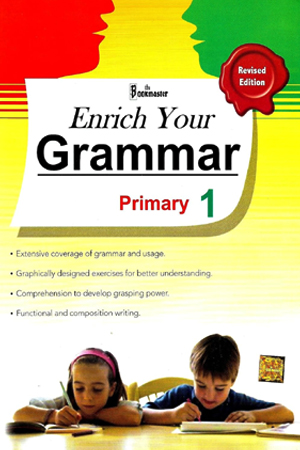 Revised
Edition
the
Bookmaster
Enrich Your
Grammar
Primary 1
• Extensive coverage of grammar and usage.
• Graphically designed exercises for better understanding.
• Comprehension to develop grasping power.
• Functional and composition writing.